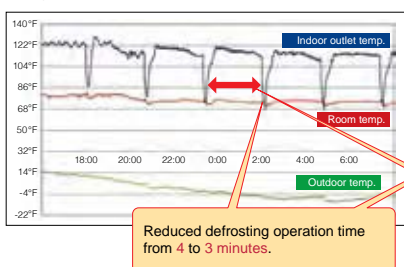 140°F
122°F
104°F
86°F
68°F
50°F
32°F
14°F
-4°F
-22°F
Indoor outlet temp.
Room temp.
18:00 20:00 22:00 0:00 2:00 4:00 6:00
Outdoor temp.
Reduced defrosting operation time
from 4 to 3 minutes.